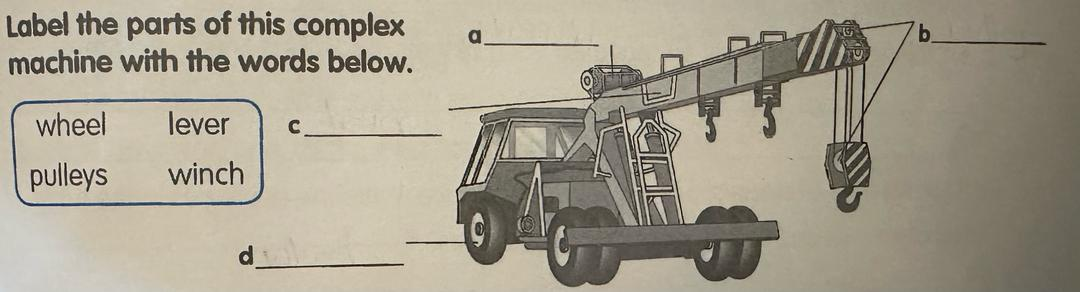 Label the parts of this complex
machine with the words below.
wheel lever
pulleys winch
a
b
c
d